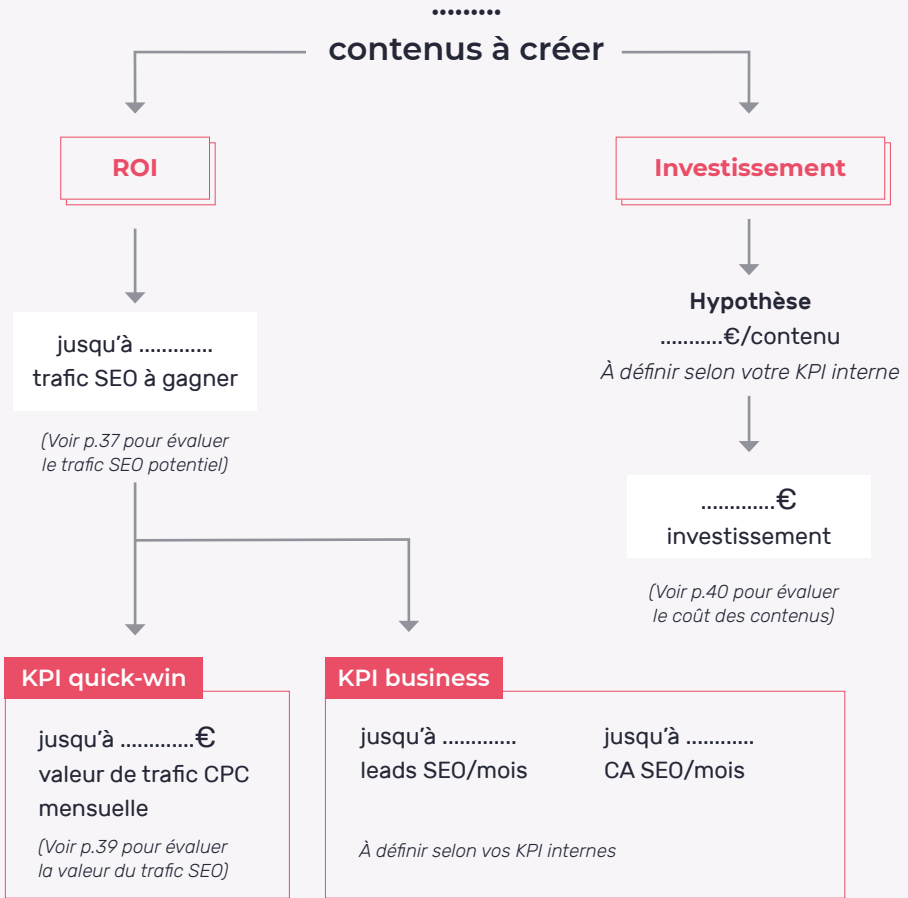 .........
contenus à créer
ROI
jusqu'à .............
trafic SEO à gagner
(Voir p.37 pour évaluer
le trafic SEO potentiel)
Investissement
Hypothèse
...........€/contenu
À définir selon votre KPI interne
.............€
investissement
(Voir p.40 pour évaluer
le coût des contenus)
KPI quick-win
jusqu'à .............€
valeur de trafic CPC
mensuelle
(Voir p.39 pour évaluer
la valeur du trafic SEO)
KPI business
jusqu'à .............
leads SEO/mois
jusqu'à ............
CA SEO/mois
À définir selon vos KPI internes